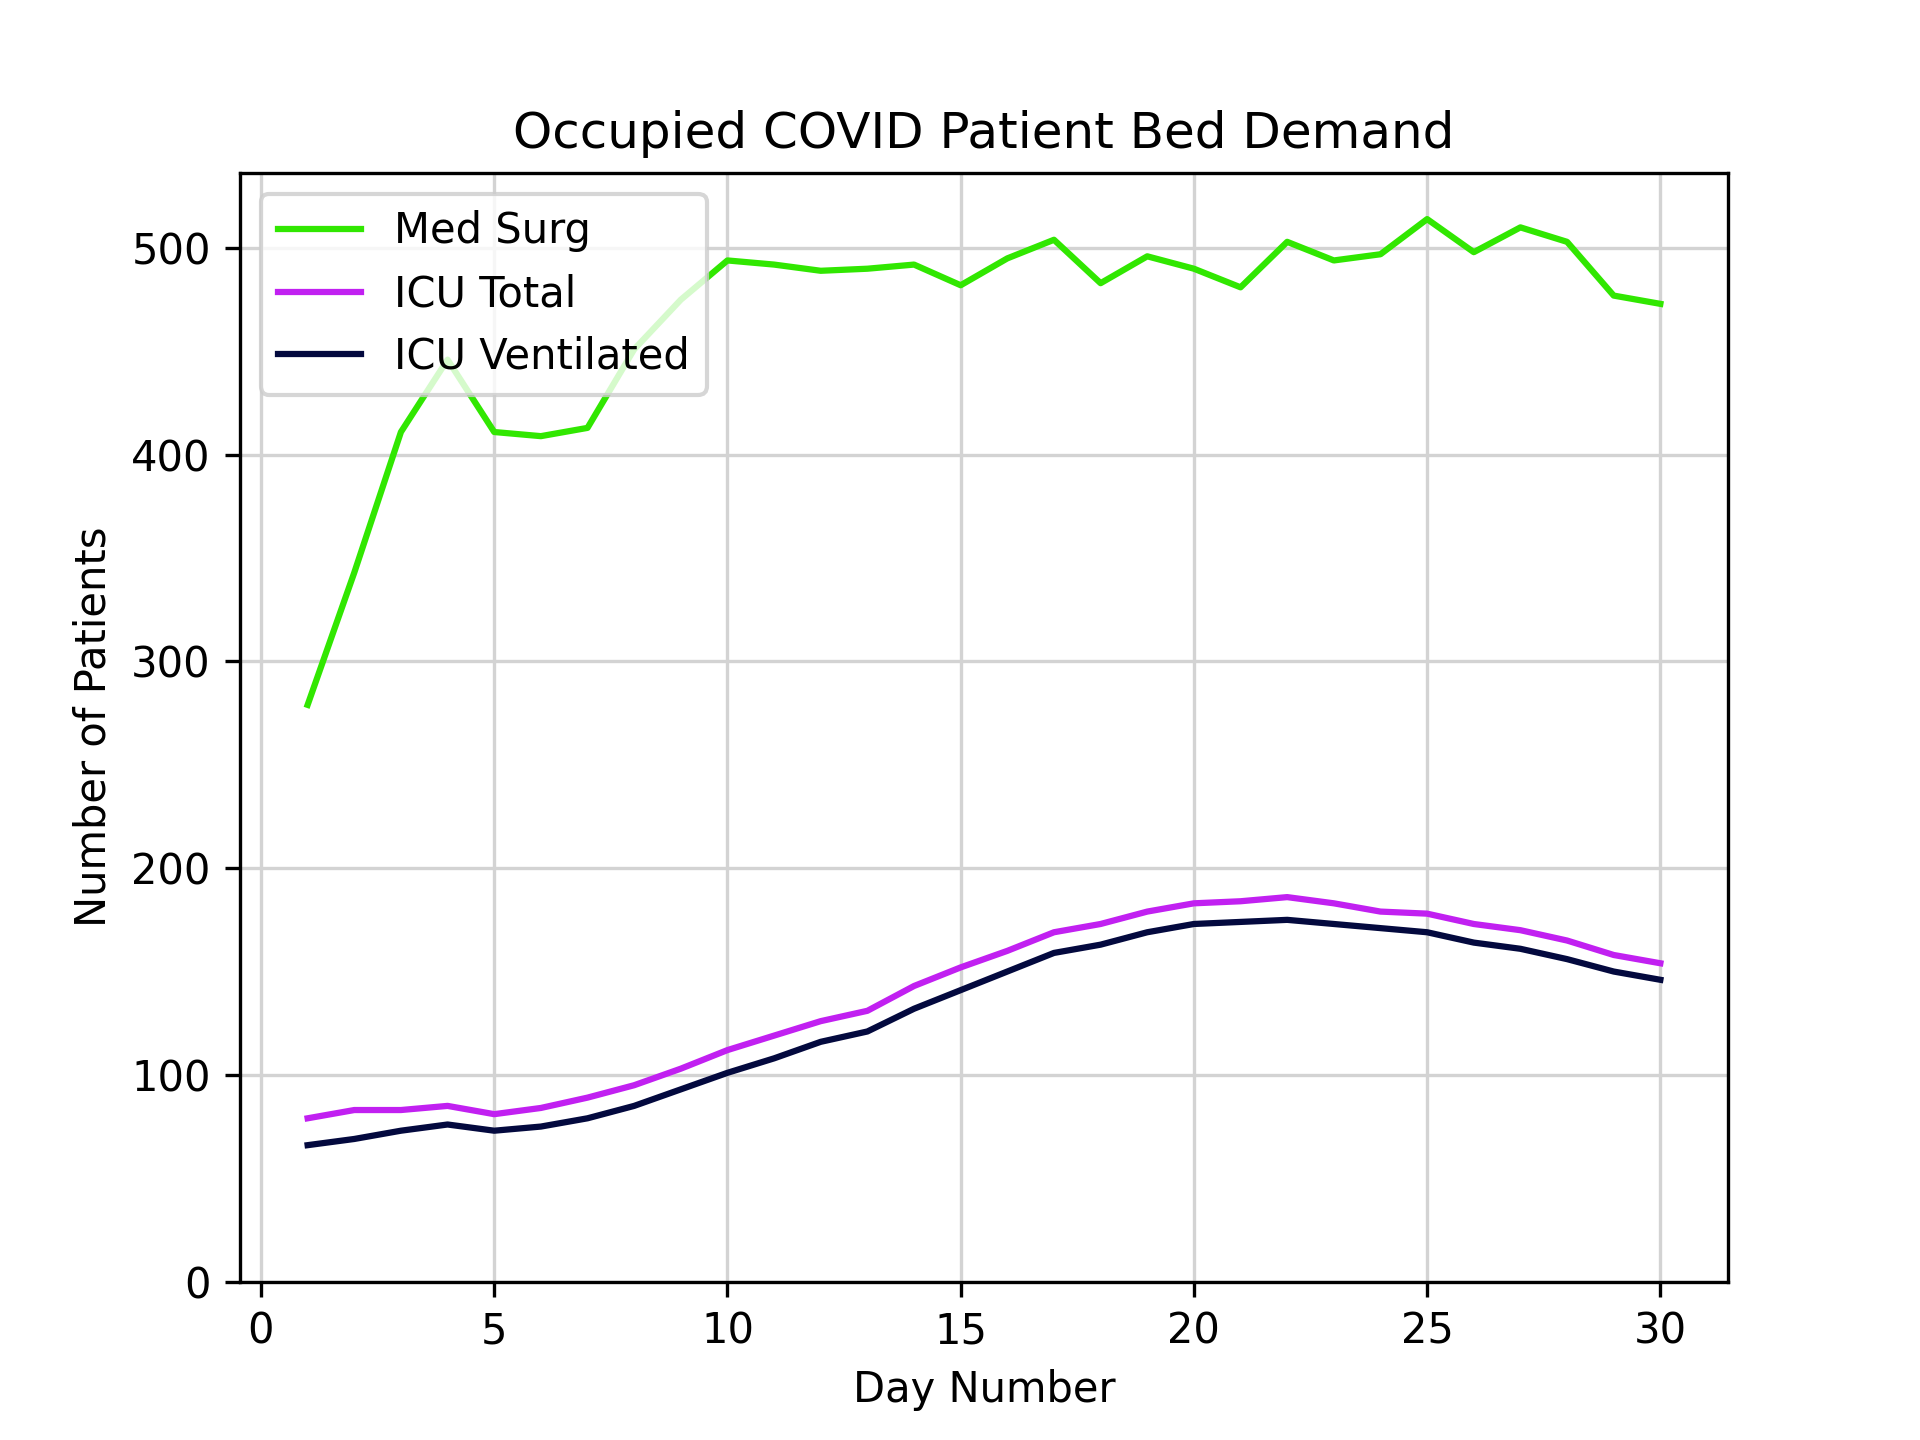 Occupied COVID Patient Bed Demand
Med Surg
ICU Total
ICU Ventilated
500
400
300
200
100
0
Number of Patients
0 5 10 15 20 25 30
Day Number